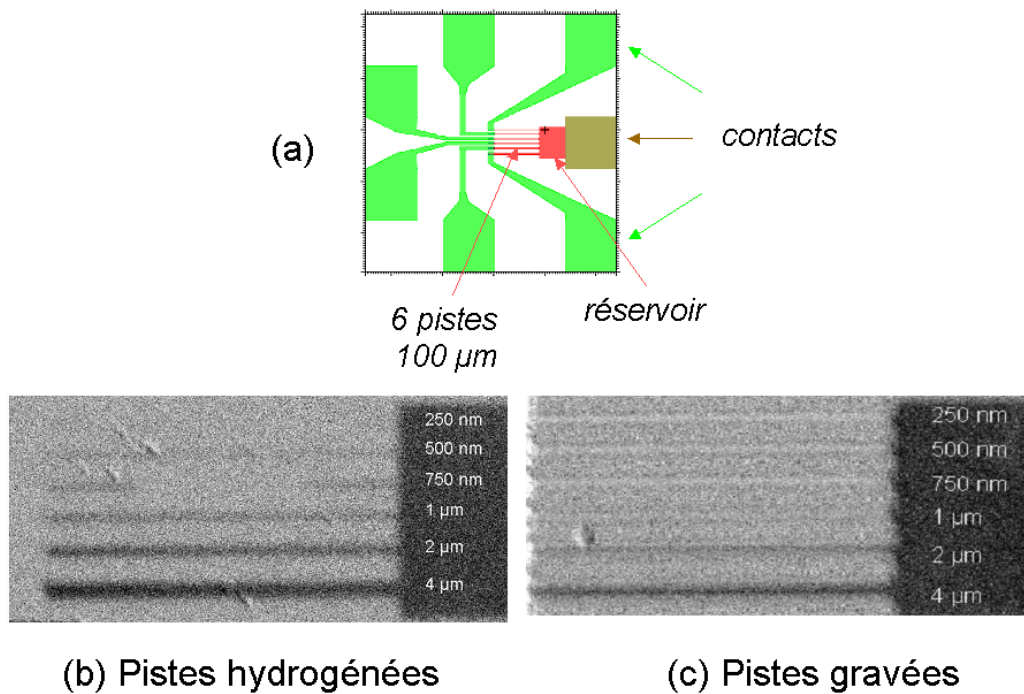 (a)
contacts
6 pistes
100 µm
réservoir
250 nm
500 nm
750 nm
1 µm
2 µm
4 µm
250 nm
500 nm
750 nm
1 µm
2 µm
4 µm
(b) Pistes hydrogénées
(c) Pistes gravées